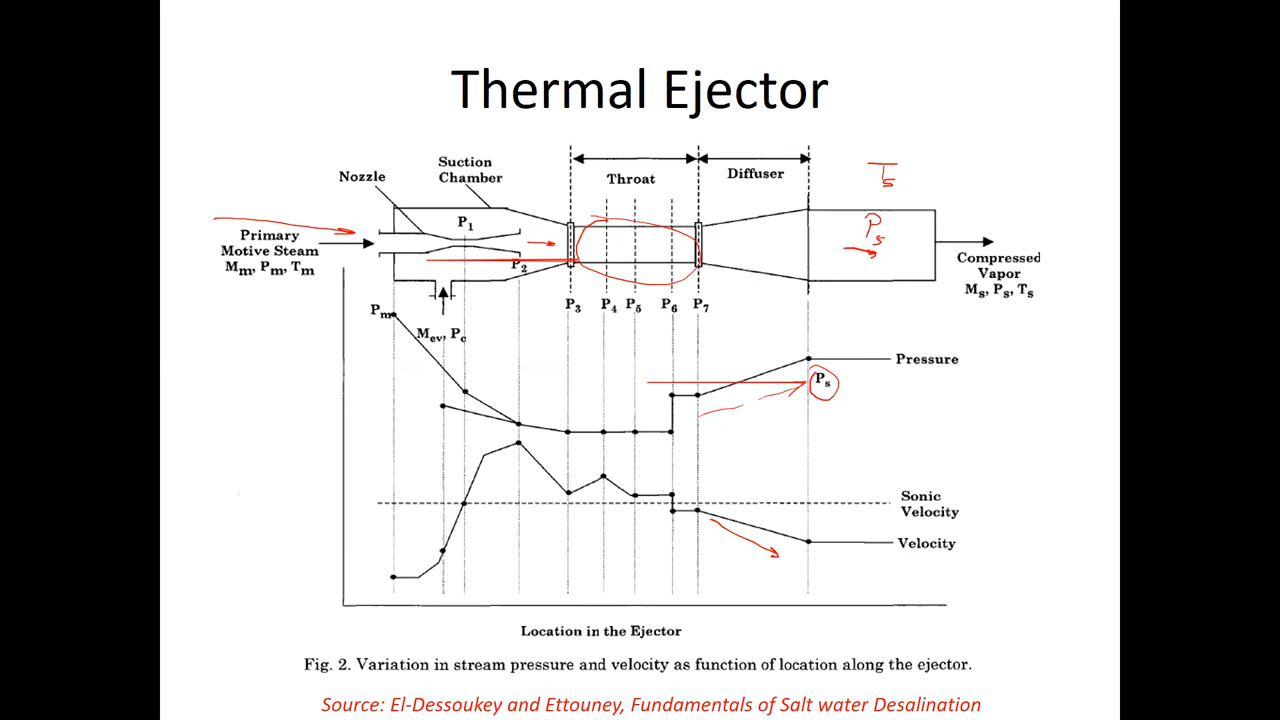 Thermal Ejector
Suction
Chamber
Nozzle
Throat
Diffuser
Primary
Motive Steam
Mm, Pm, Tm
P1
P2
Ts
Ps
Compressed
Vapor
Ms, Ps, Ts
P3 P4 P5 P6 P7
Pm
Mev, Pc
Pressure
Ps
Sonic
Velocity
Velocity
Location in the Ejector
Fig. 2. Variation in stream pressure and velocity as function of location along the ejector.
Source: El-Dessoukey and Ettouney, Fundamentals of Salt water Desalination